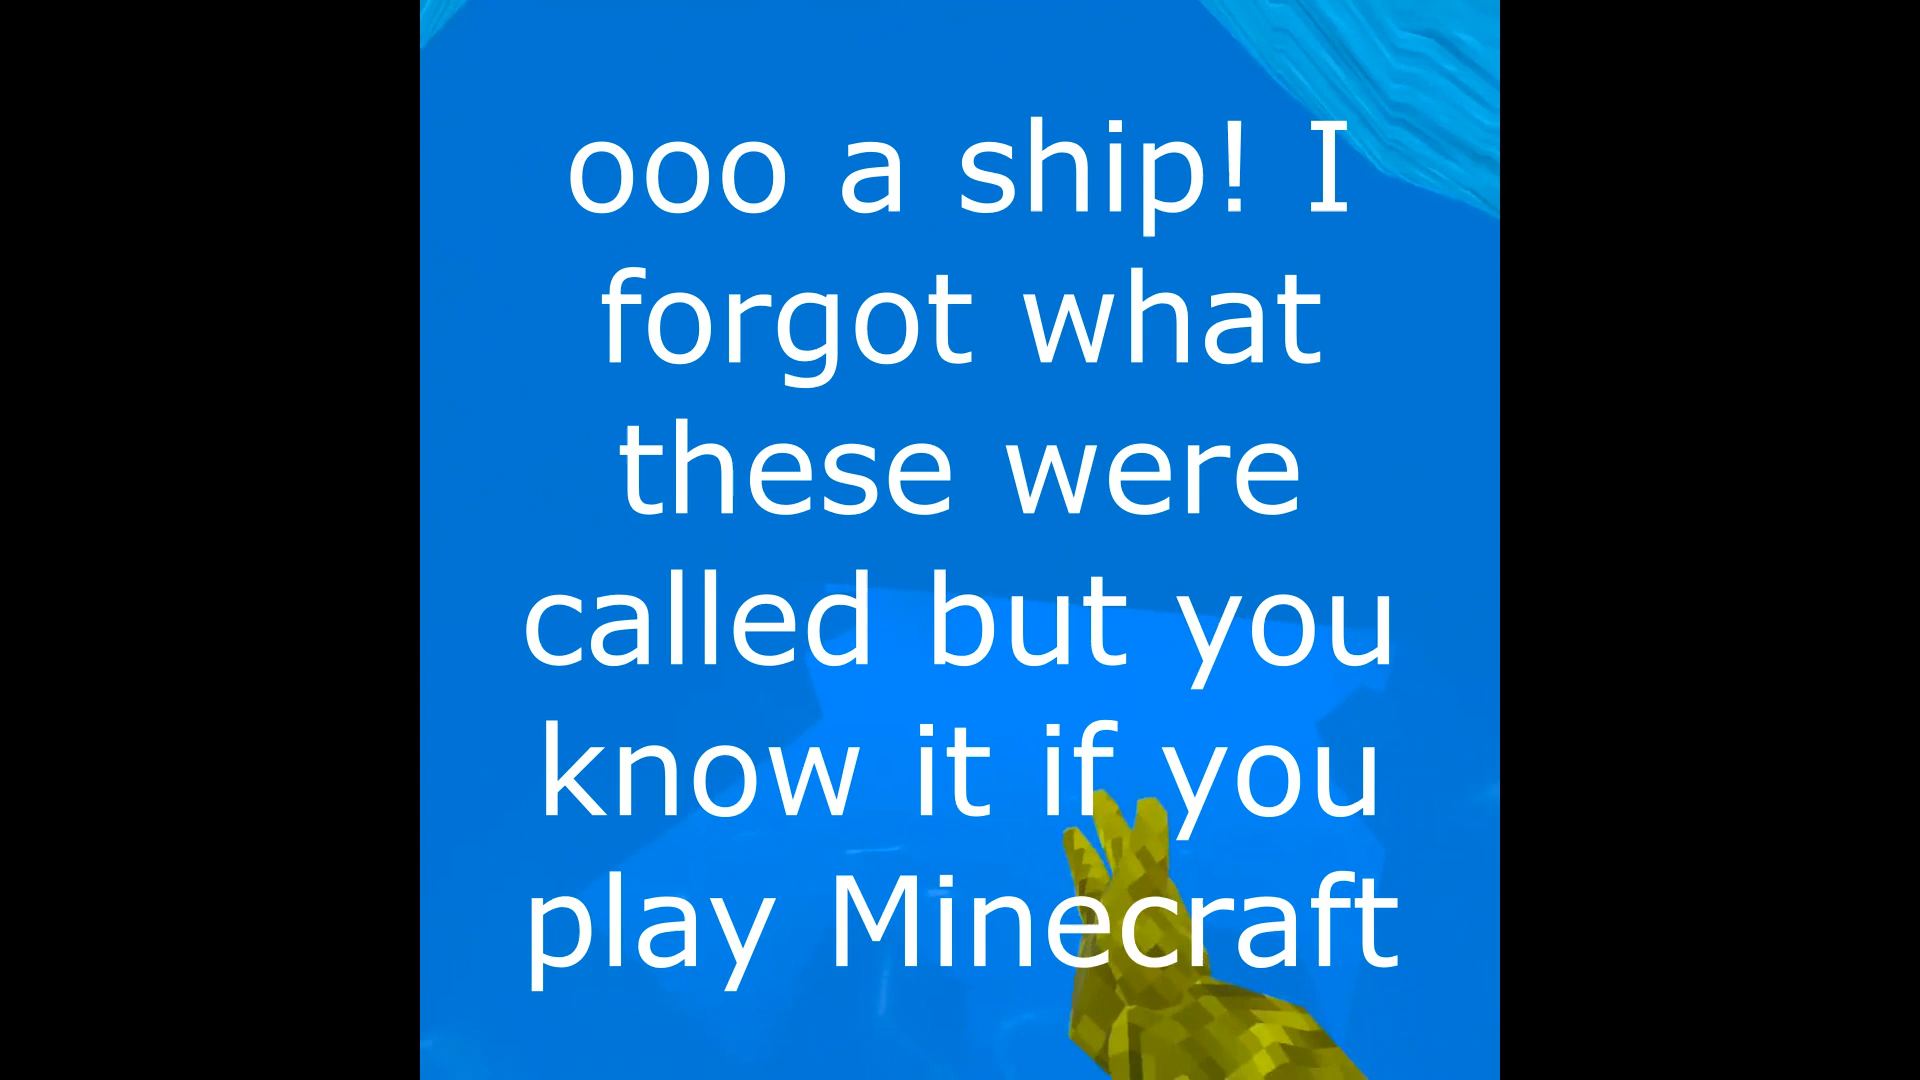 ooo a ship! I
forgot what
these were
called but you
know it if you
play Minecraft